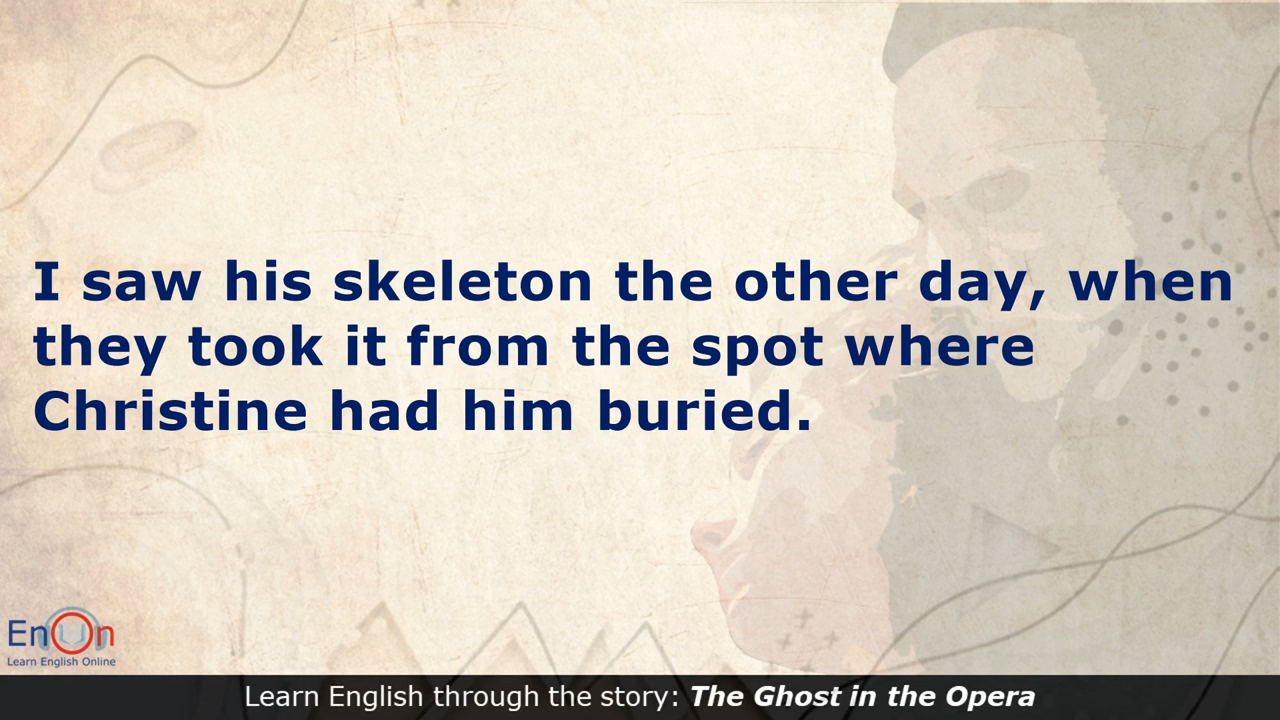 I saw his skeleton the other day, when
they took it from the spot where
Christine had him buried.
EnOn
Learn English Online
Learn English through the story: The Ghost in the Opera